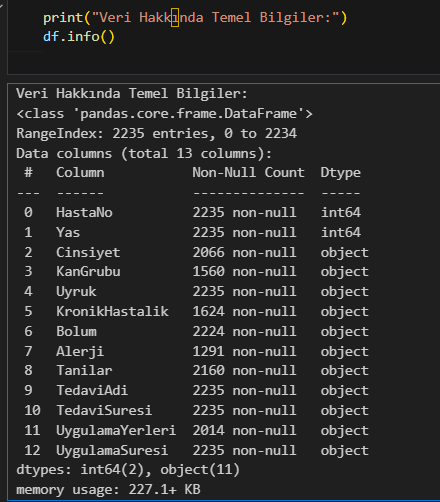 print("Veri Hakkında Temel Bilgiler:")
df.info()
Veri Hakkında Temel Bilgiler:
<class 'pandas.core.frame.DataFrame'>
RangeIndex: 2235 entries, 0 to 2234
Data columns (total 13 columns):
 #   Column            Non-Null Count  Dtype
---  ------            --------------  -----
 0   HastaNo           2235 non-null   int64
 1   Yas               2235 non-null   int64
 2   Cinsiyet          2066 non-null   object
 3   KanGrubu          1560 non-null   object
 4   Uyruk             2235 non-null   object
 5   KronikHastalik    1624 non-null   object
 6   Bolum             2224 non-null   object
 7   Alerji            1291 non-null   object
 8   Tanilar           2160 non-null   object
 9   TedaviAdi         2235 non-null   object
 10  TedaviSuresi      2235 non-null   object
 11  UygulamaYerleri   2014 non-null   object
 12  UygulamaSuresi    2235 non-null   object
dtypes: int64(2), object(11)
memory usage: 227.1+ KB